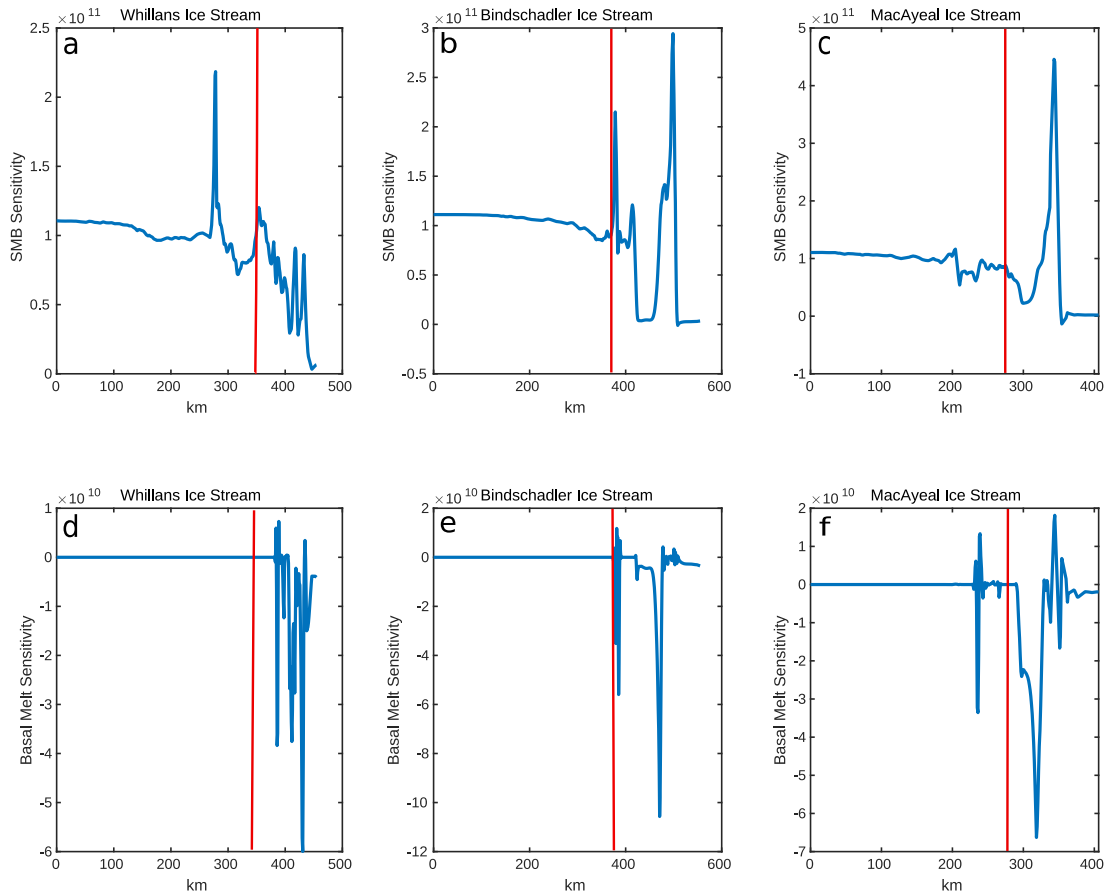 Whillans Ice Stream
× 10 11
a
2.5
2
1.5
1
0.5
0
SMB Sensitivity
0 100 200 300 400 500
km
Bindschadler Ice Stream
× 10 11
b
3
2.5
2
1.5
1
0.5
0
-0.5
SMB Sensitivity
0 200 400 600
km
MacAyeal Ice Stream
× 10 11
c
5
4
3
2
1
0
-1
SMB Sensitivity
0 100 200 300 400
km
Whillans Ice Stream
× 10 10
d
1
0
1
-2
-3
-4
-5
-6
Basal Melt Sensitivity
0 100 200 300 400 500
km
Bindschadler Ice Stream
× 10 10
e
2
0
-2
-4
-6
-8
-10
-12
Basal Melt Sensitivity
0 200 400 600
km
MacAyeal Ice Stream
× 10 10
f
20
10
0
-1
-2
-3
-4
-5
-6
-7
Basal Melt Sensitivity
0 100 200 300 400
km